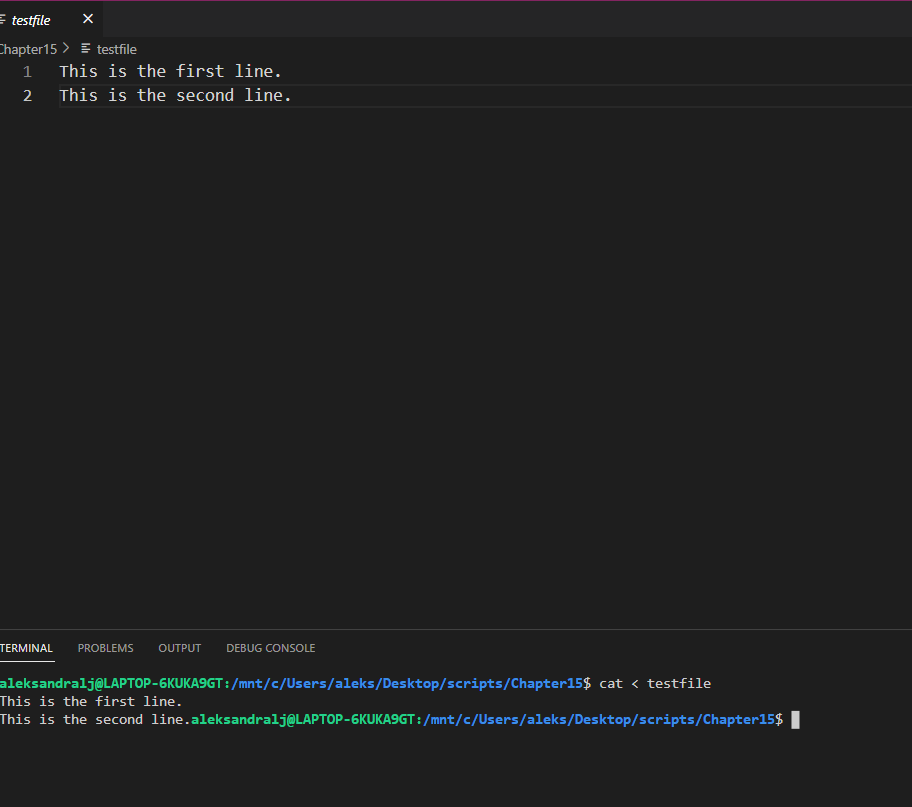 testfile
Chapter15 > testfile
1 This is the first line.
2 This is the second line.
TERMINAL PROBLEMS OUTPUT DEBUG CONSOLE
aleksandralj@LAPTOP-6KUKA9GT:/mnt/c/Users/aleks/Desktop/scripts/Chapter15$ cat < testfile
This is the first line.
This is the second line.aleksandralj@LAPTOP-6KUKA9GT:/mnt/c/Users/aleks/Desktop/scripts/Chapter15$